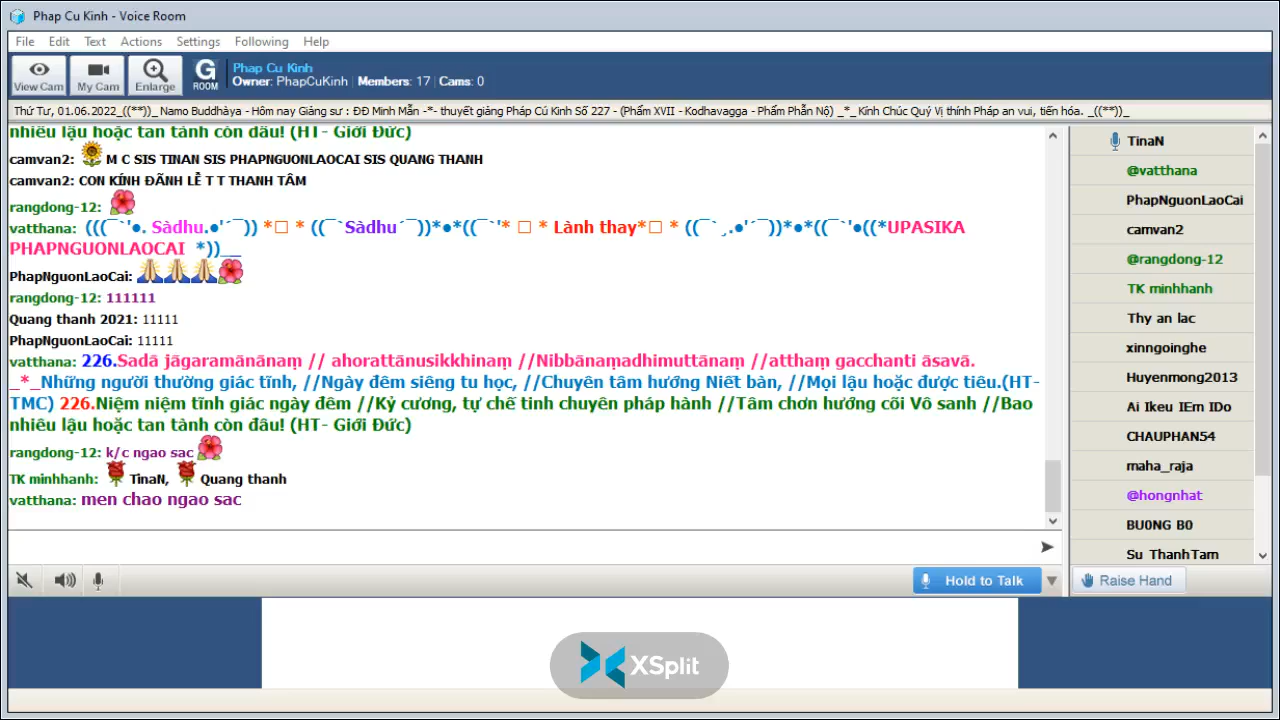 Phap Cu Kinh - Voice Room
File Edit Text Actions Settings Following Help
View Cam My Cam Enlarge G ROOM
Phap Cu Kinh
Owner: PhapCuKinh | Members: 17 | Cams: 0
Thứ Tư, 01.06.2022_((**))_ Namo Buddhàya - Hôm nay Giảng sư : ĐĐ Minh Mẫn -*- thuyết giảng Pháp Cú Kinh Số 227 - (Phẩm XVII - Kodhavagga - Phẩm Phẫn Nộ) _*_ Kính Chúc Quý Vị thính Pháp an vui, tiến hóa. _((**))_
nhiêu lậu hoặc tan tành còn đâu! (HT- Giới Đức)
camvan2: M C SIS TINAN SIS PHAPNGUONLAOCAI SIS QUANG THANH
camvan2: CON KÍNH ĐÃNH LỄ T T THANH TÂM
rangdong-12:
vatthana: (((¯`'•. Sàdhu.•'´¯)) *□ * ((¯`Sàdhu´¯))*•*((¯`'* □ * Lành thay*□ * ((¯`¸.•'´¯))*•*((¯`'•((*UPASIKA
PHAPNGUONLAOCAI *))__
PhapNguonLaoCai:
rangdong-12: 111111
Quang thanh 2021: 11111
PhapNguonLaoCai: 11111
vatthana: 226.Sadā jāgaramānānaṃ // ahorattānusikkhinaṃ //Nibbānaṃadhimuttānaṃ //atthaṃ gacchanti āsavā.
_*_Những người thường giác tĩnh, //Ngày đêm siêng tu học, //Chuyên tâm hướng Niết bàn, //Mọi lậu hoặc được tiêu.(HT-
TMC) 226.Niệm niệm tĩnh giác ngày đêm //Kỷ cương, tự chế tinh chuyên pháp hành //Tâm chơn hướng cõi Vô sanh //Bao
nhiêu lậu hoặc tan tành còn đâu! (HT- Giới Đức)
rangdong-12: k/c ngao sac
TK minhhanh: TinaN, Quang thanh
vatthana: men chao ngao sac
TinaN
@vatthana
PhapNguonLaoCai
camvan2
@rangdong-12
TK minhhanh
Thy an lac
xinngoinghe
Huyenmong2013
Ai Ikeu IEm IDo
CHAUPHAN54
maha_raja
@hongnhat
BU0NG B0
Su ThanhTam
Hold to Talk
Raise Hand
XSplit